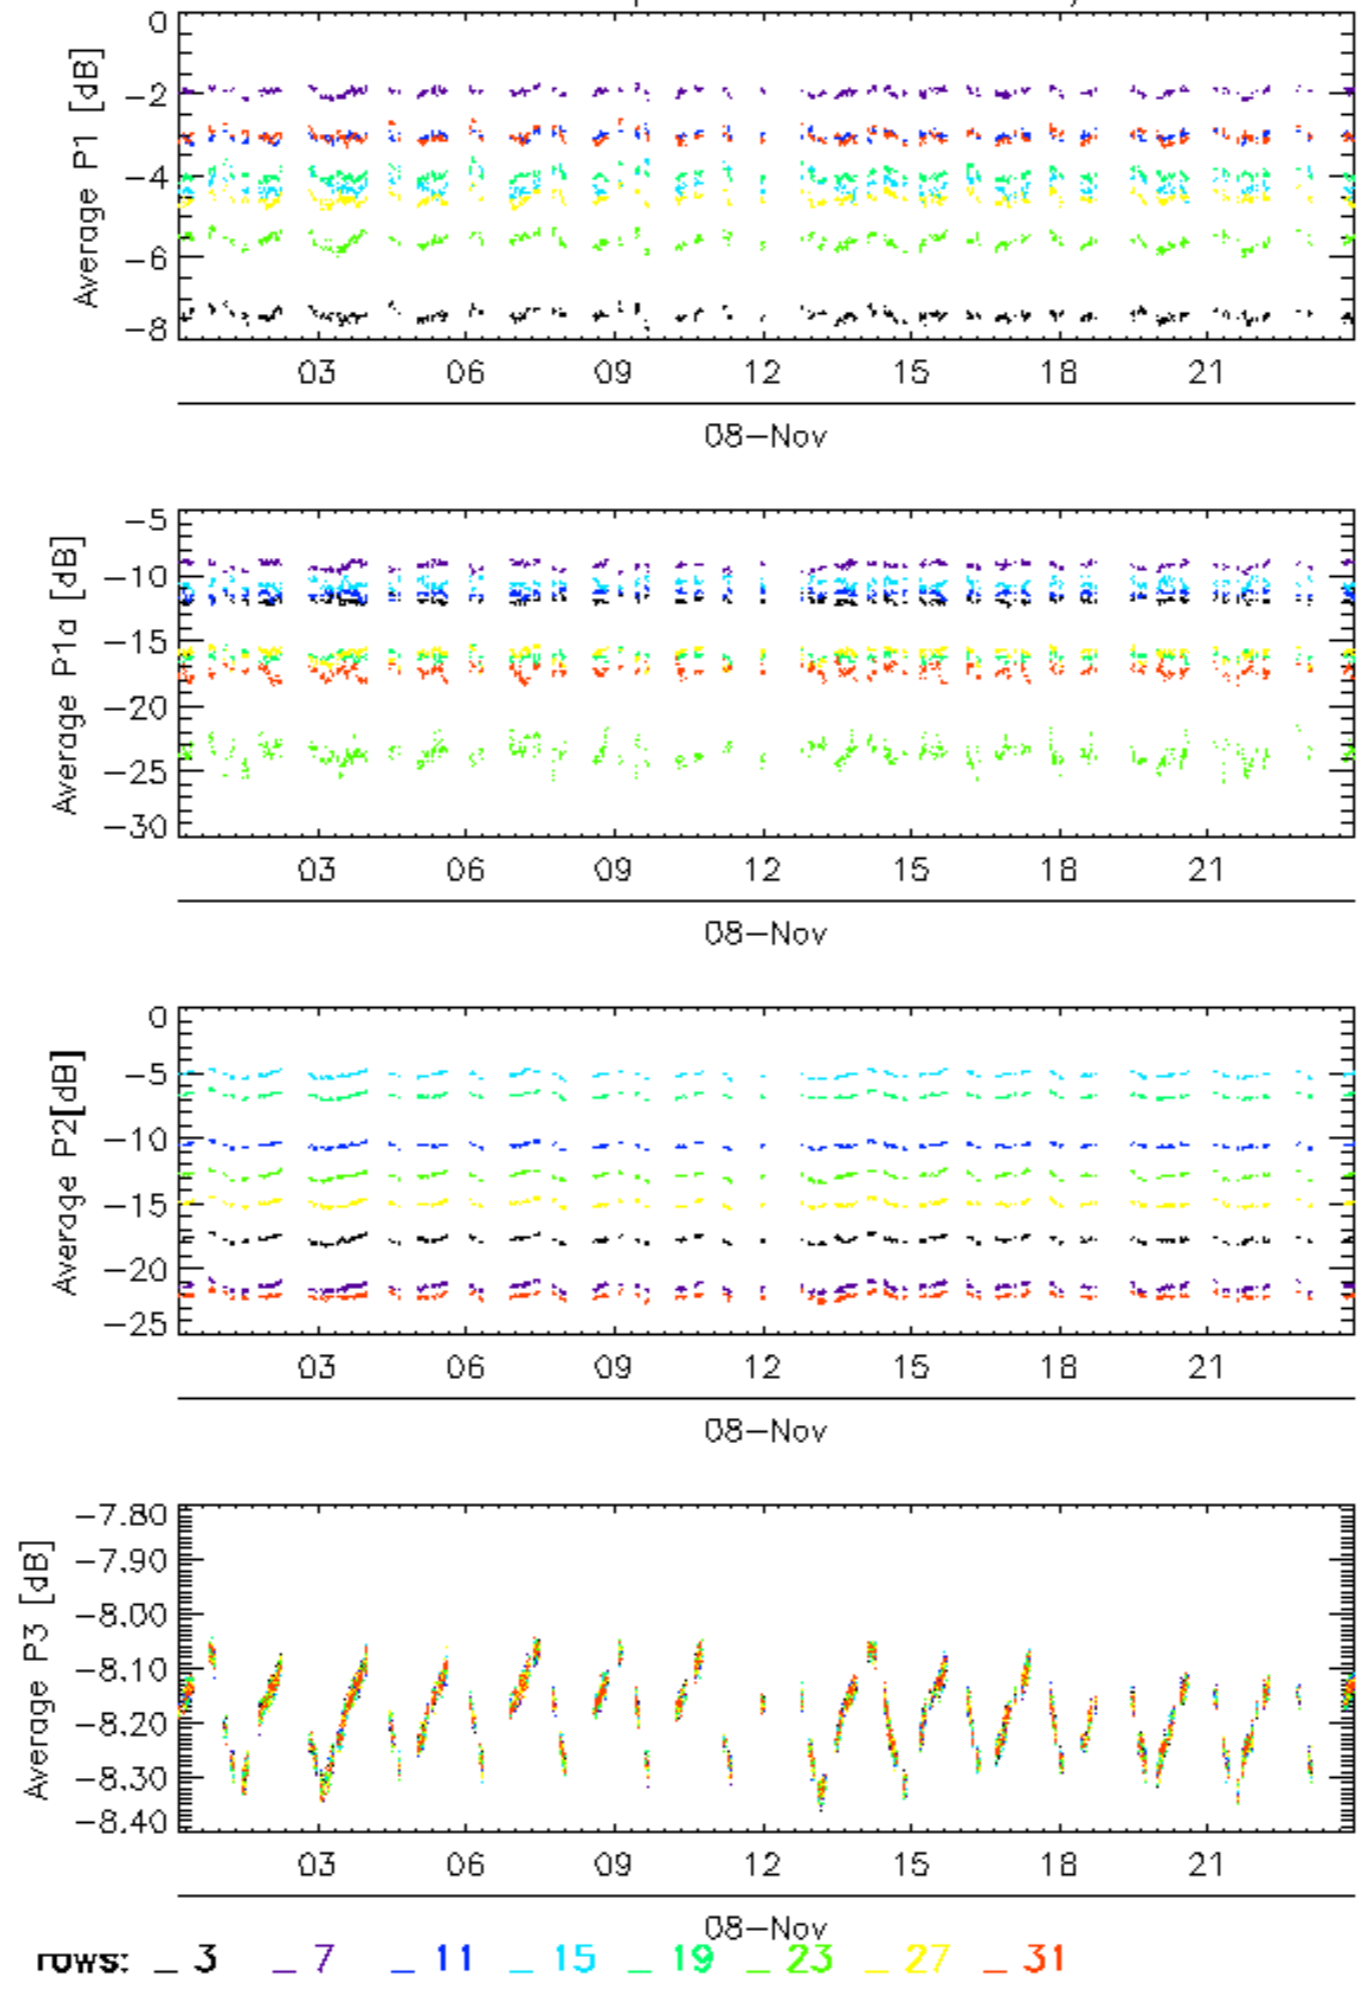 0
-2
-4
-6
-8
Average P1 [dB]
03 06 09 12 15 18 21
08-Nov
-5
-10
-15
-20
-25
-30
Average P1a [dB]
03 06 09 12 15 18 21
08-Nov
0
-5
-10
-15
-20
-25
Average P2[dB]
03 06 09 12 15 18 21
08-Nov
-7.80
-7.90
-8.00
-8.10
-8.20
-8.30
-8.40
Average P3 [dB]
03 06 09 12 15 18 21
08-Nov
rows: _ 3 _ 7 _ 11 _ 15 _ 19 _ 23 _ 27 _ 31